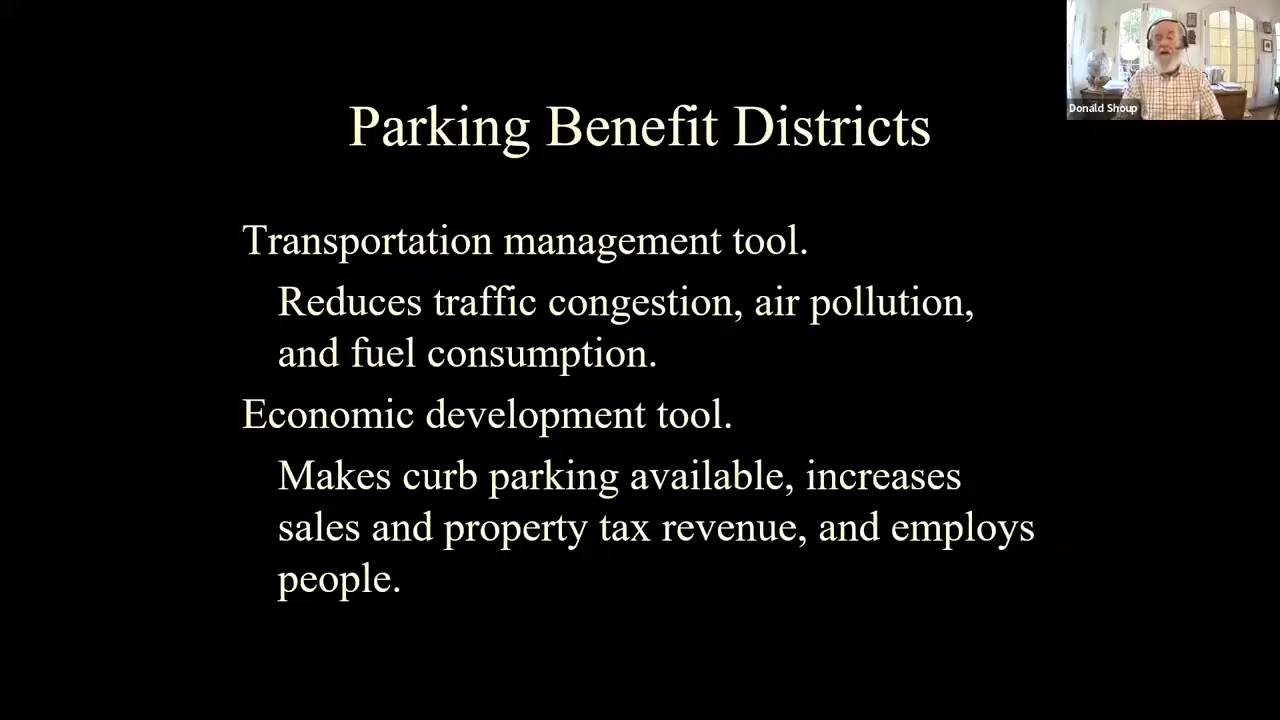 Parking Benefit Districts
Donald Shoup
Transportation management tool.
Reduces traffic congestion, air pollution,
and fuel consumption.
Economic development tool.
Makes curb parking available, increases
sales and property tax revenue, and employs
people.